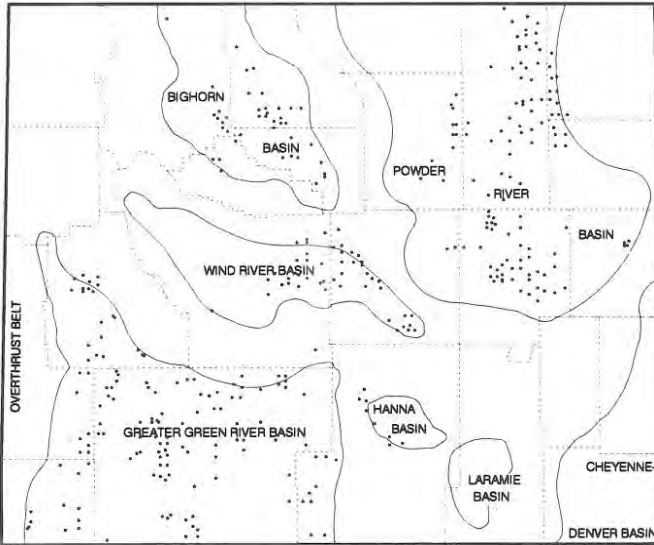 BIGHORN
BASIN
POWDER
RIVER
BASIN
WIND RIVER BASIN
OVERTHRUST BELT
GREATER GREEN RIVER BASIN
HANNA
BASIN
LARAMIE
BASIN
CHEYENNE-
DENVER BASIN